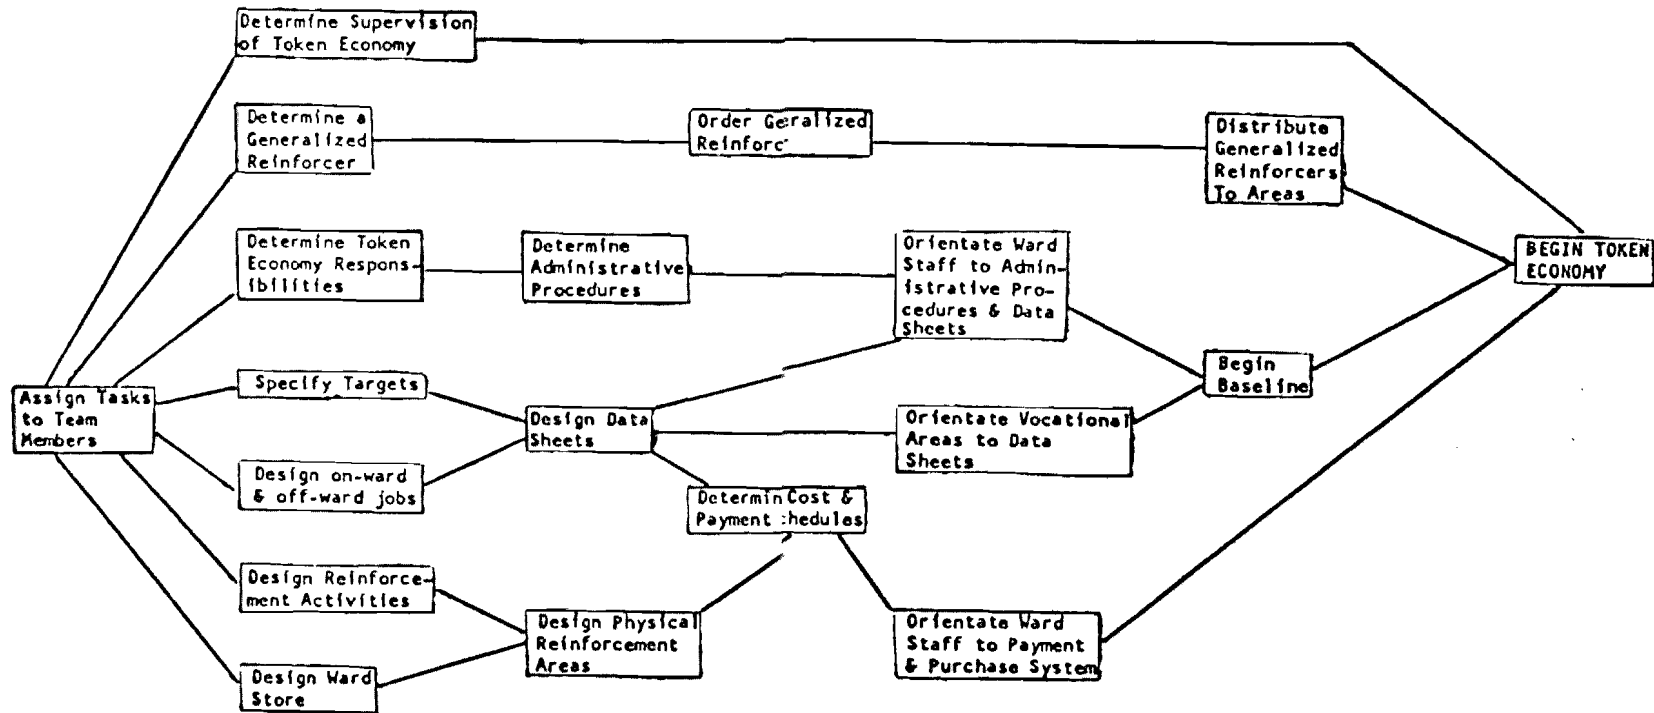 Determine Supervision
of Token Economy
Determine a
Generalized
Reinforcer
Order Geralized
Reinforc
Distribute
Generalized
Reinforcers
To Areas
Determine Token
Economy Respons-
ibilities
Determine
Administrative
Procedures
Orientate Ward
Staff to Admin-
istrative Pro-
cedures & Data
Sheets
BEGIN TOKEN
ECONOMY
Assign Tasks
to Team
Members
Specify Targets
Design on-ward
& off-ward jobs
Design Data
Sheets
Orientate Vocational
Areas to Data
Sheets
Begin
Baseline
Determin Cost &
Payment hedules
Design Reinforce-
ment Activities
Design Ward
Store
Design Physical
Reinforcement
Areas
Orientate Ward
Staff to Payment
& Purchase System